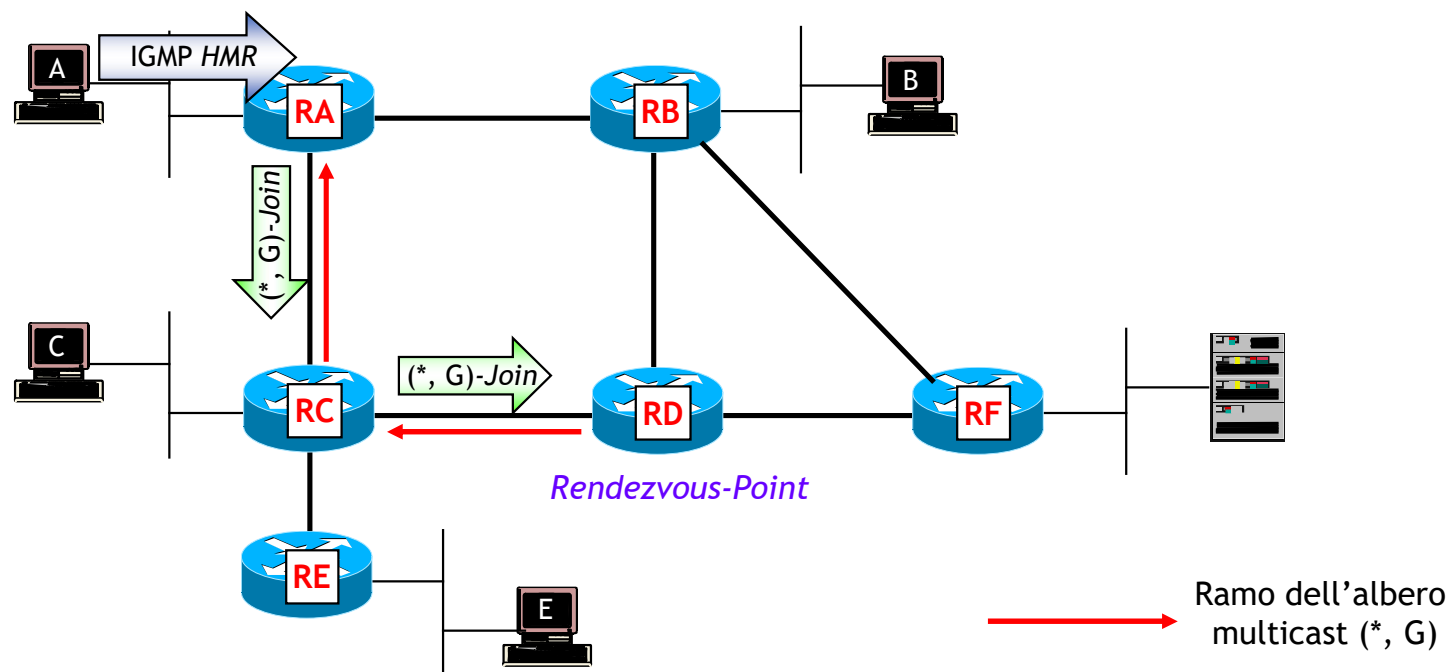 A
IGMP HMR
RA
RB
B
(*, G)-Join
C
RC
(*, G)-Join
RD
RF
Rendezvous-Point
RE
E
Ramo dell'albero
multicast (*, G)